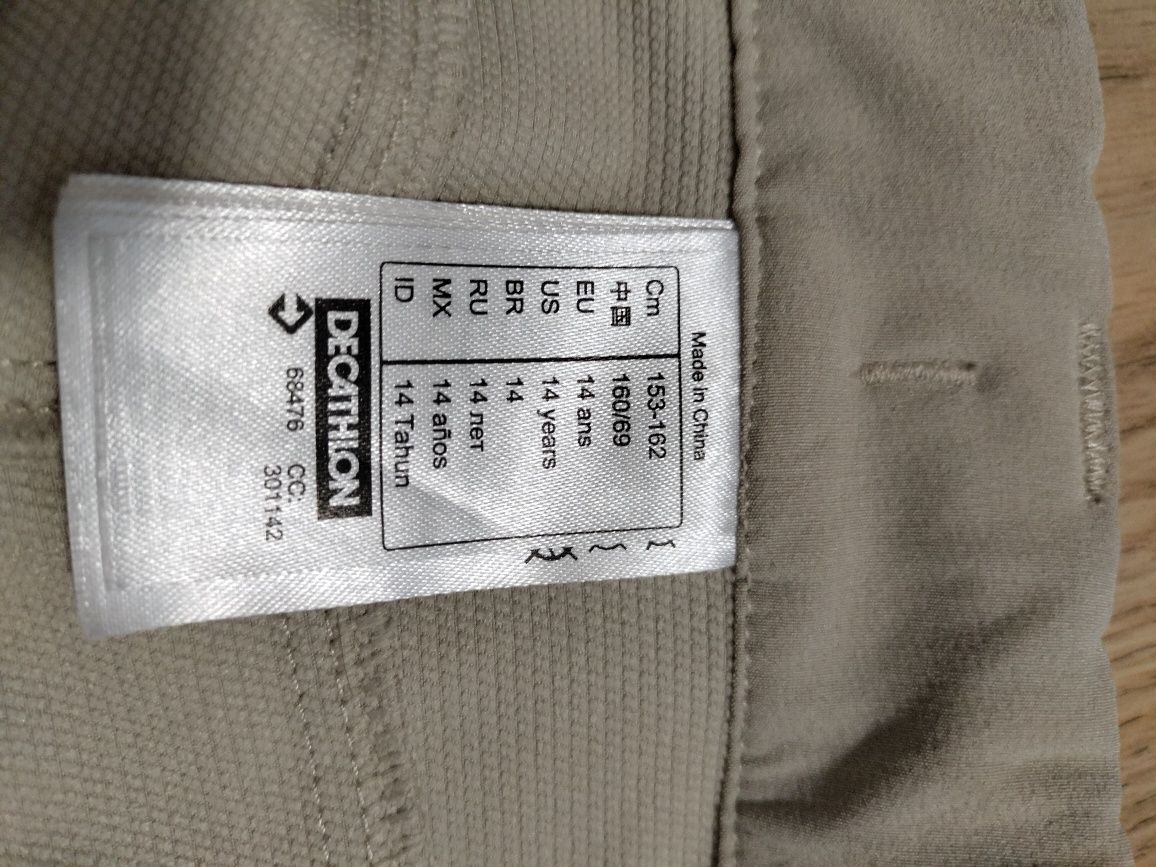 Made in China
Cm 153-162
中国 160/69
EU 14 ans
US 14 years
BR 14
RU 14 лет
MX 14 años
ID 14 Tahun
DECATHLON
68476 CC:
301142